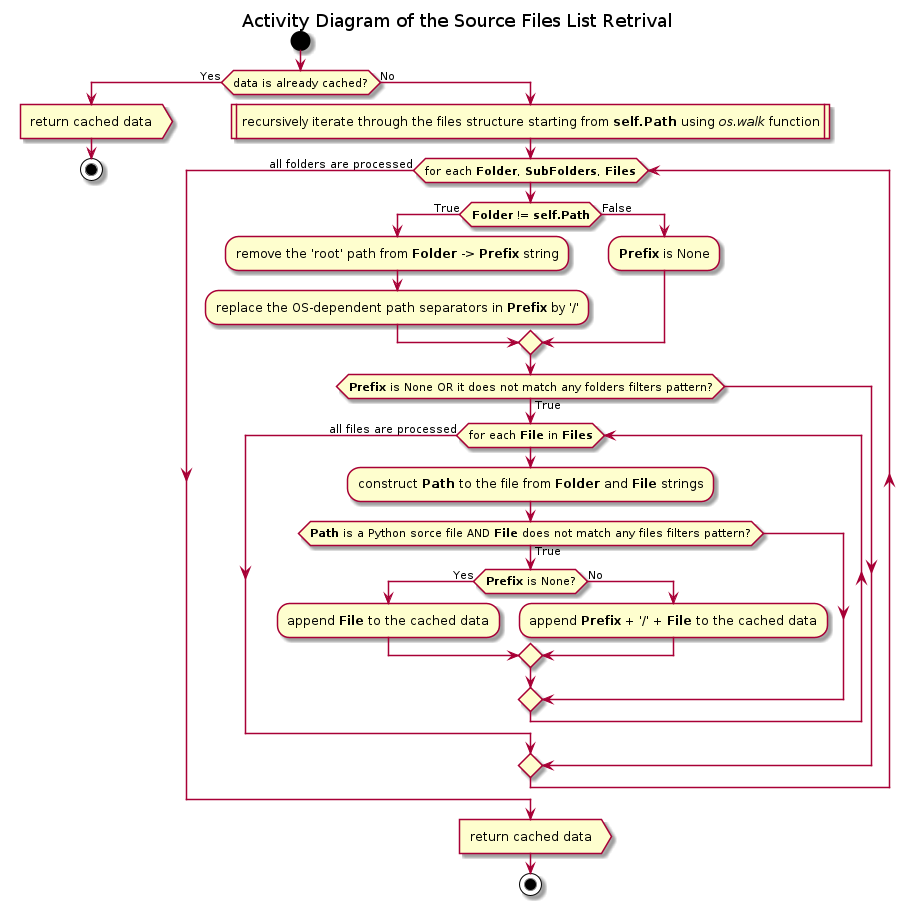 Activity Diagram of the Source Files List Retrival
Yes
data is already cached?
No
return cached data
recursively iterate through the files structure starting from self.Path using os.walk function
all folders are processed
for each Folder, SubFolders, Files
True
Folder != self.Path
False
remove the 'root' path from Folder -> Prefix string
Prefix is None
replace the OS-dependent path separators in Prefix by '/'
Prefix is None OR it does not match any folders filters pattern?
True
all files are processed
for each File in Files
construct Path to the file from Folder and File strings
Path is a Python sorce file AND File does not match any files filters pattern?
True
Yes
Prefix is None?
No
append File to the cached data
append Prefix + '/' + File to the cached data
return cached data